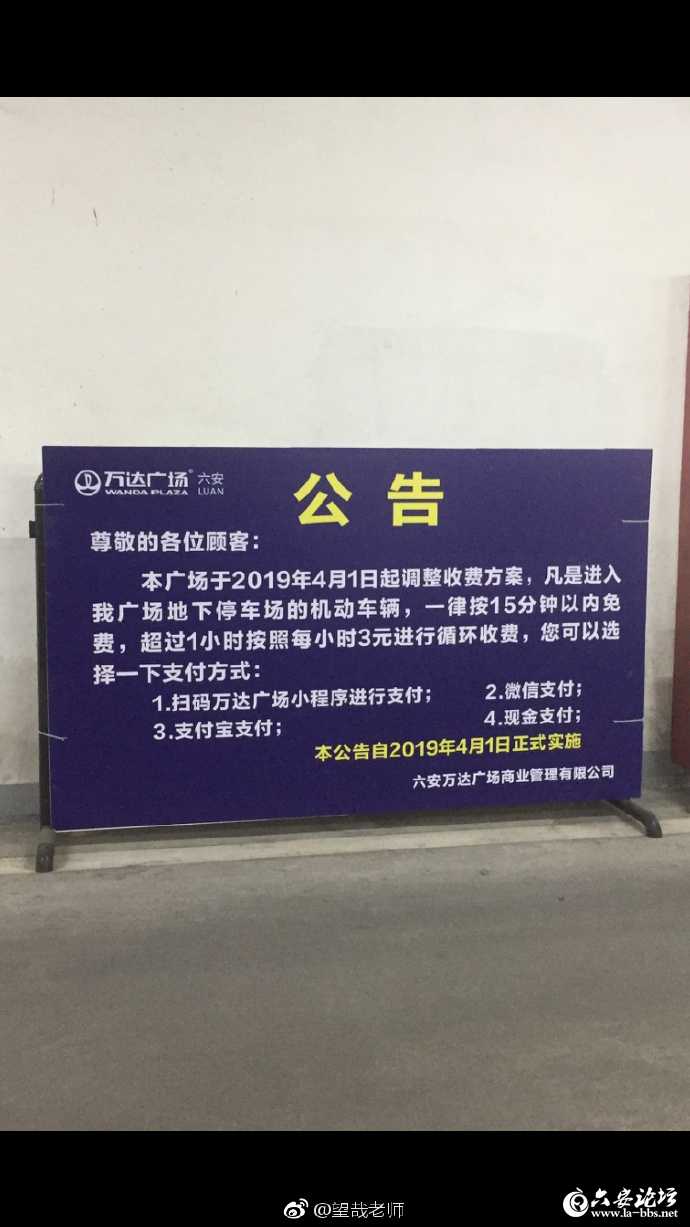 万达广场® 六安
WANDA PLAZA LUAN
公告
尊敬的各位顾客：
本广场于2019年4月1日起调整收费方案，凡是进入
我广场地下停车场的机动车辆，一律按15分钟以内免
费，超过1小时按照每小时3元进行循环收费，您可以选
择一下支付方式：
1.扫码万达广场小程序进行支付； 2.微信支付；
3.支付宝支付； 4.现金支付；
本公告自2019年4月1日正式实施
六安万达广场商业管理有限公司
@望哉老师
六安论坛
www.la-bbs.net